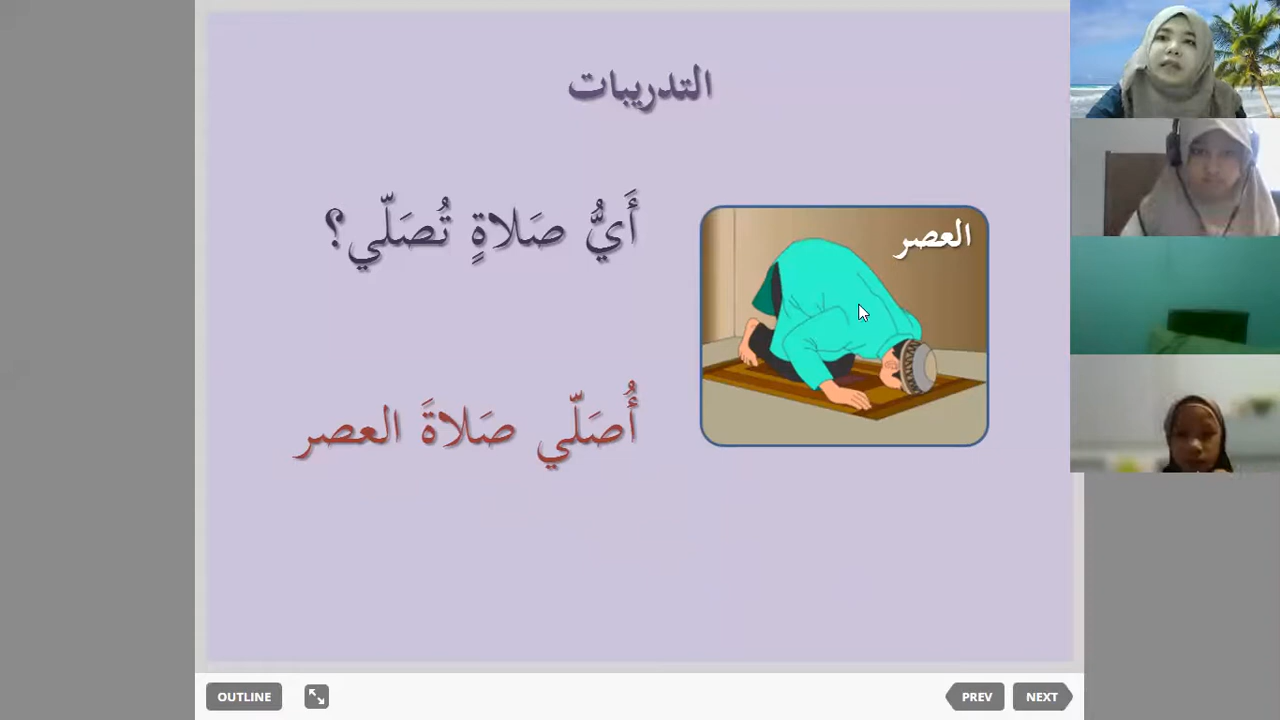 التدريبات
العصر
أَيُّ صَلاةٍ تُصَلّي؟
أُصَلّي صَلاةَ العصر
OUTLINE
PREV
NEXT